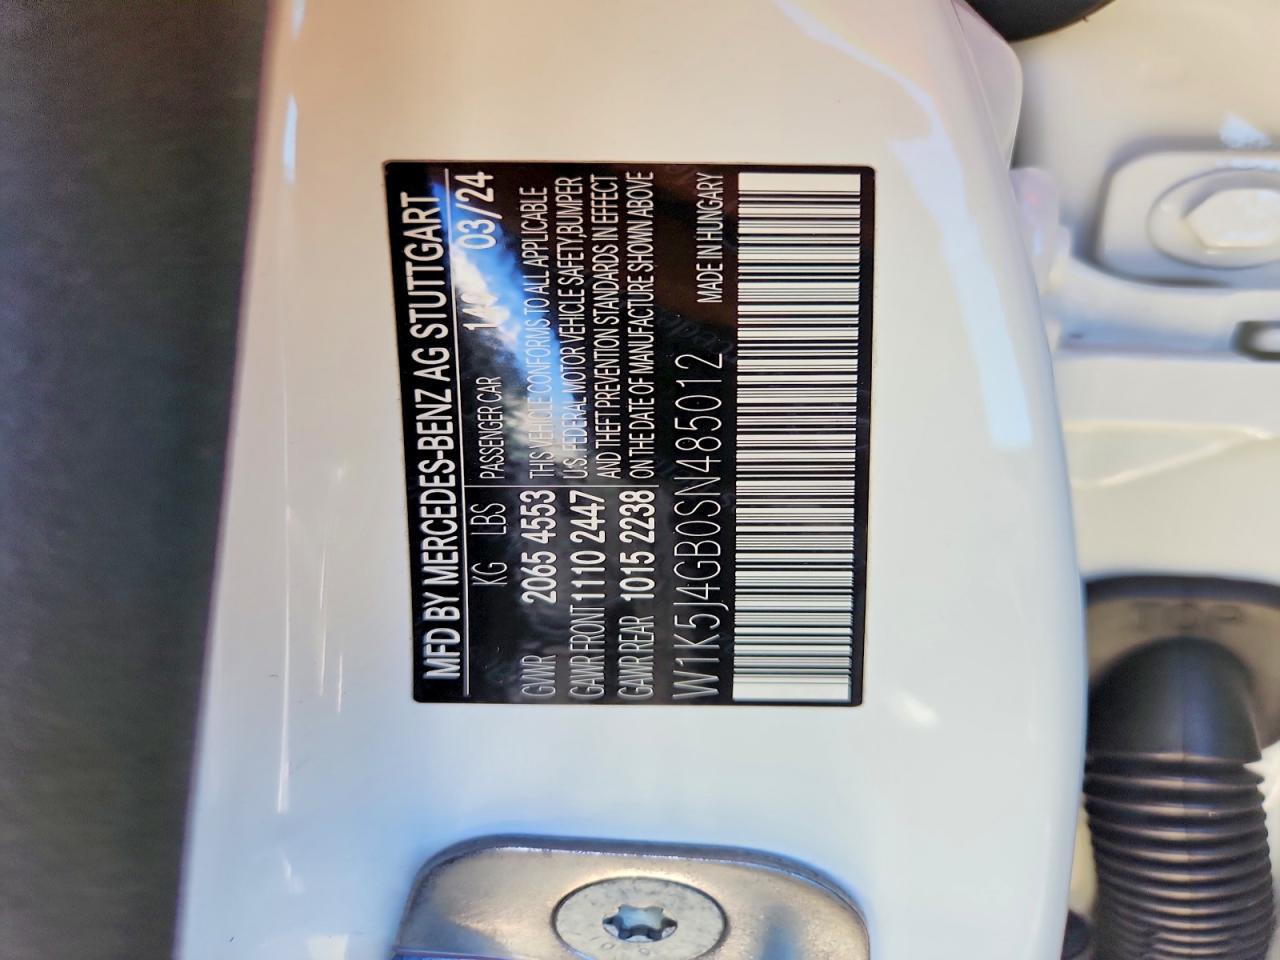 MFD BY MERCEDES-BENZ AG STUTTGART
KG LBS PASSENGER CAR 03/24
GVWR 2065 4553 THIS VEHICLE CONFORMS TO ALL APPLICABLE
GAWR FRONT 1110 2447 U.S. FEDERAL MOTOR VEHICLE SAFETY,BUMPER
GAWR REAR 1015 2238 AND THEFT PREVENTION STANDARDS IN EFFECT
ON THE DATE OF MANUFACTURE SHOWN ABOVE
W1K5J4GB0SN485012 MADE IN HUNGARY
TOP